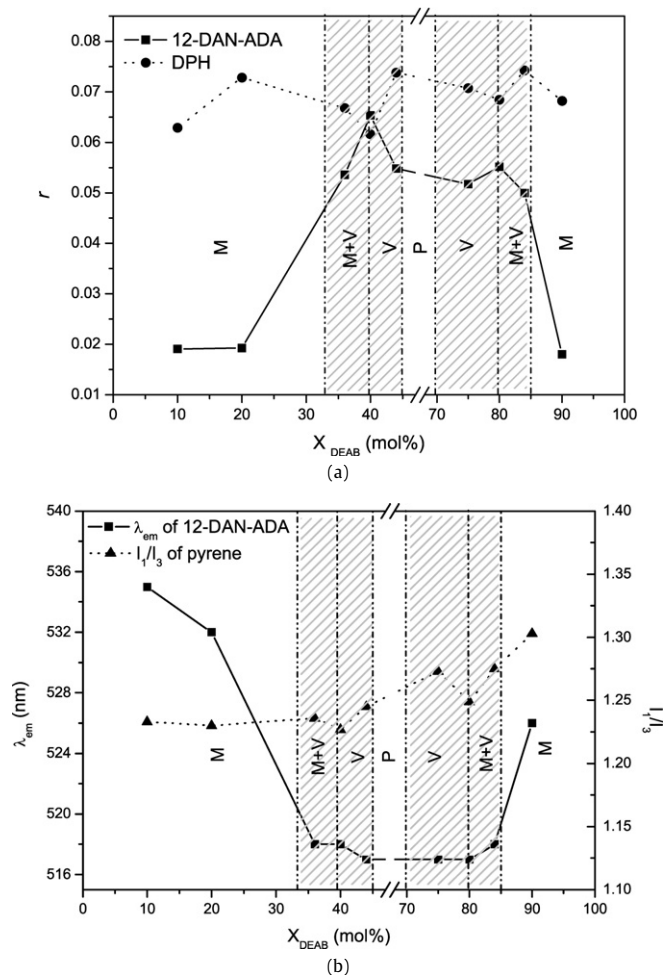 0.085
0.08
0.07
0.06
0.05
0.04
0.03
0.02
0.01
r
12-DAN-ADA
DPH
M
M+V
V
P
V
M+V
M
0 10 20 30 40 70 80 90 100
X DEAB (mol%)
(a)
540
536
532
528
524
520
516
λem (nm)
λem of 12-DAN-ADA
I1/I3 of pyrene
M
M+V
V
P
V
M+V
M
1.40
1.35
1.30
1.25
1.20
1.15
1.10
I1/I3
0 10 20 30 40 70 80 90 100
XDEAB (mol%)
(b)